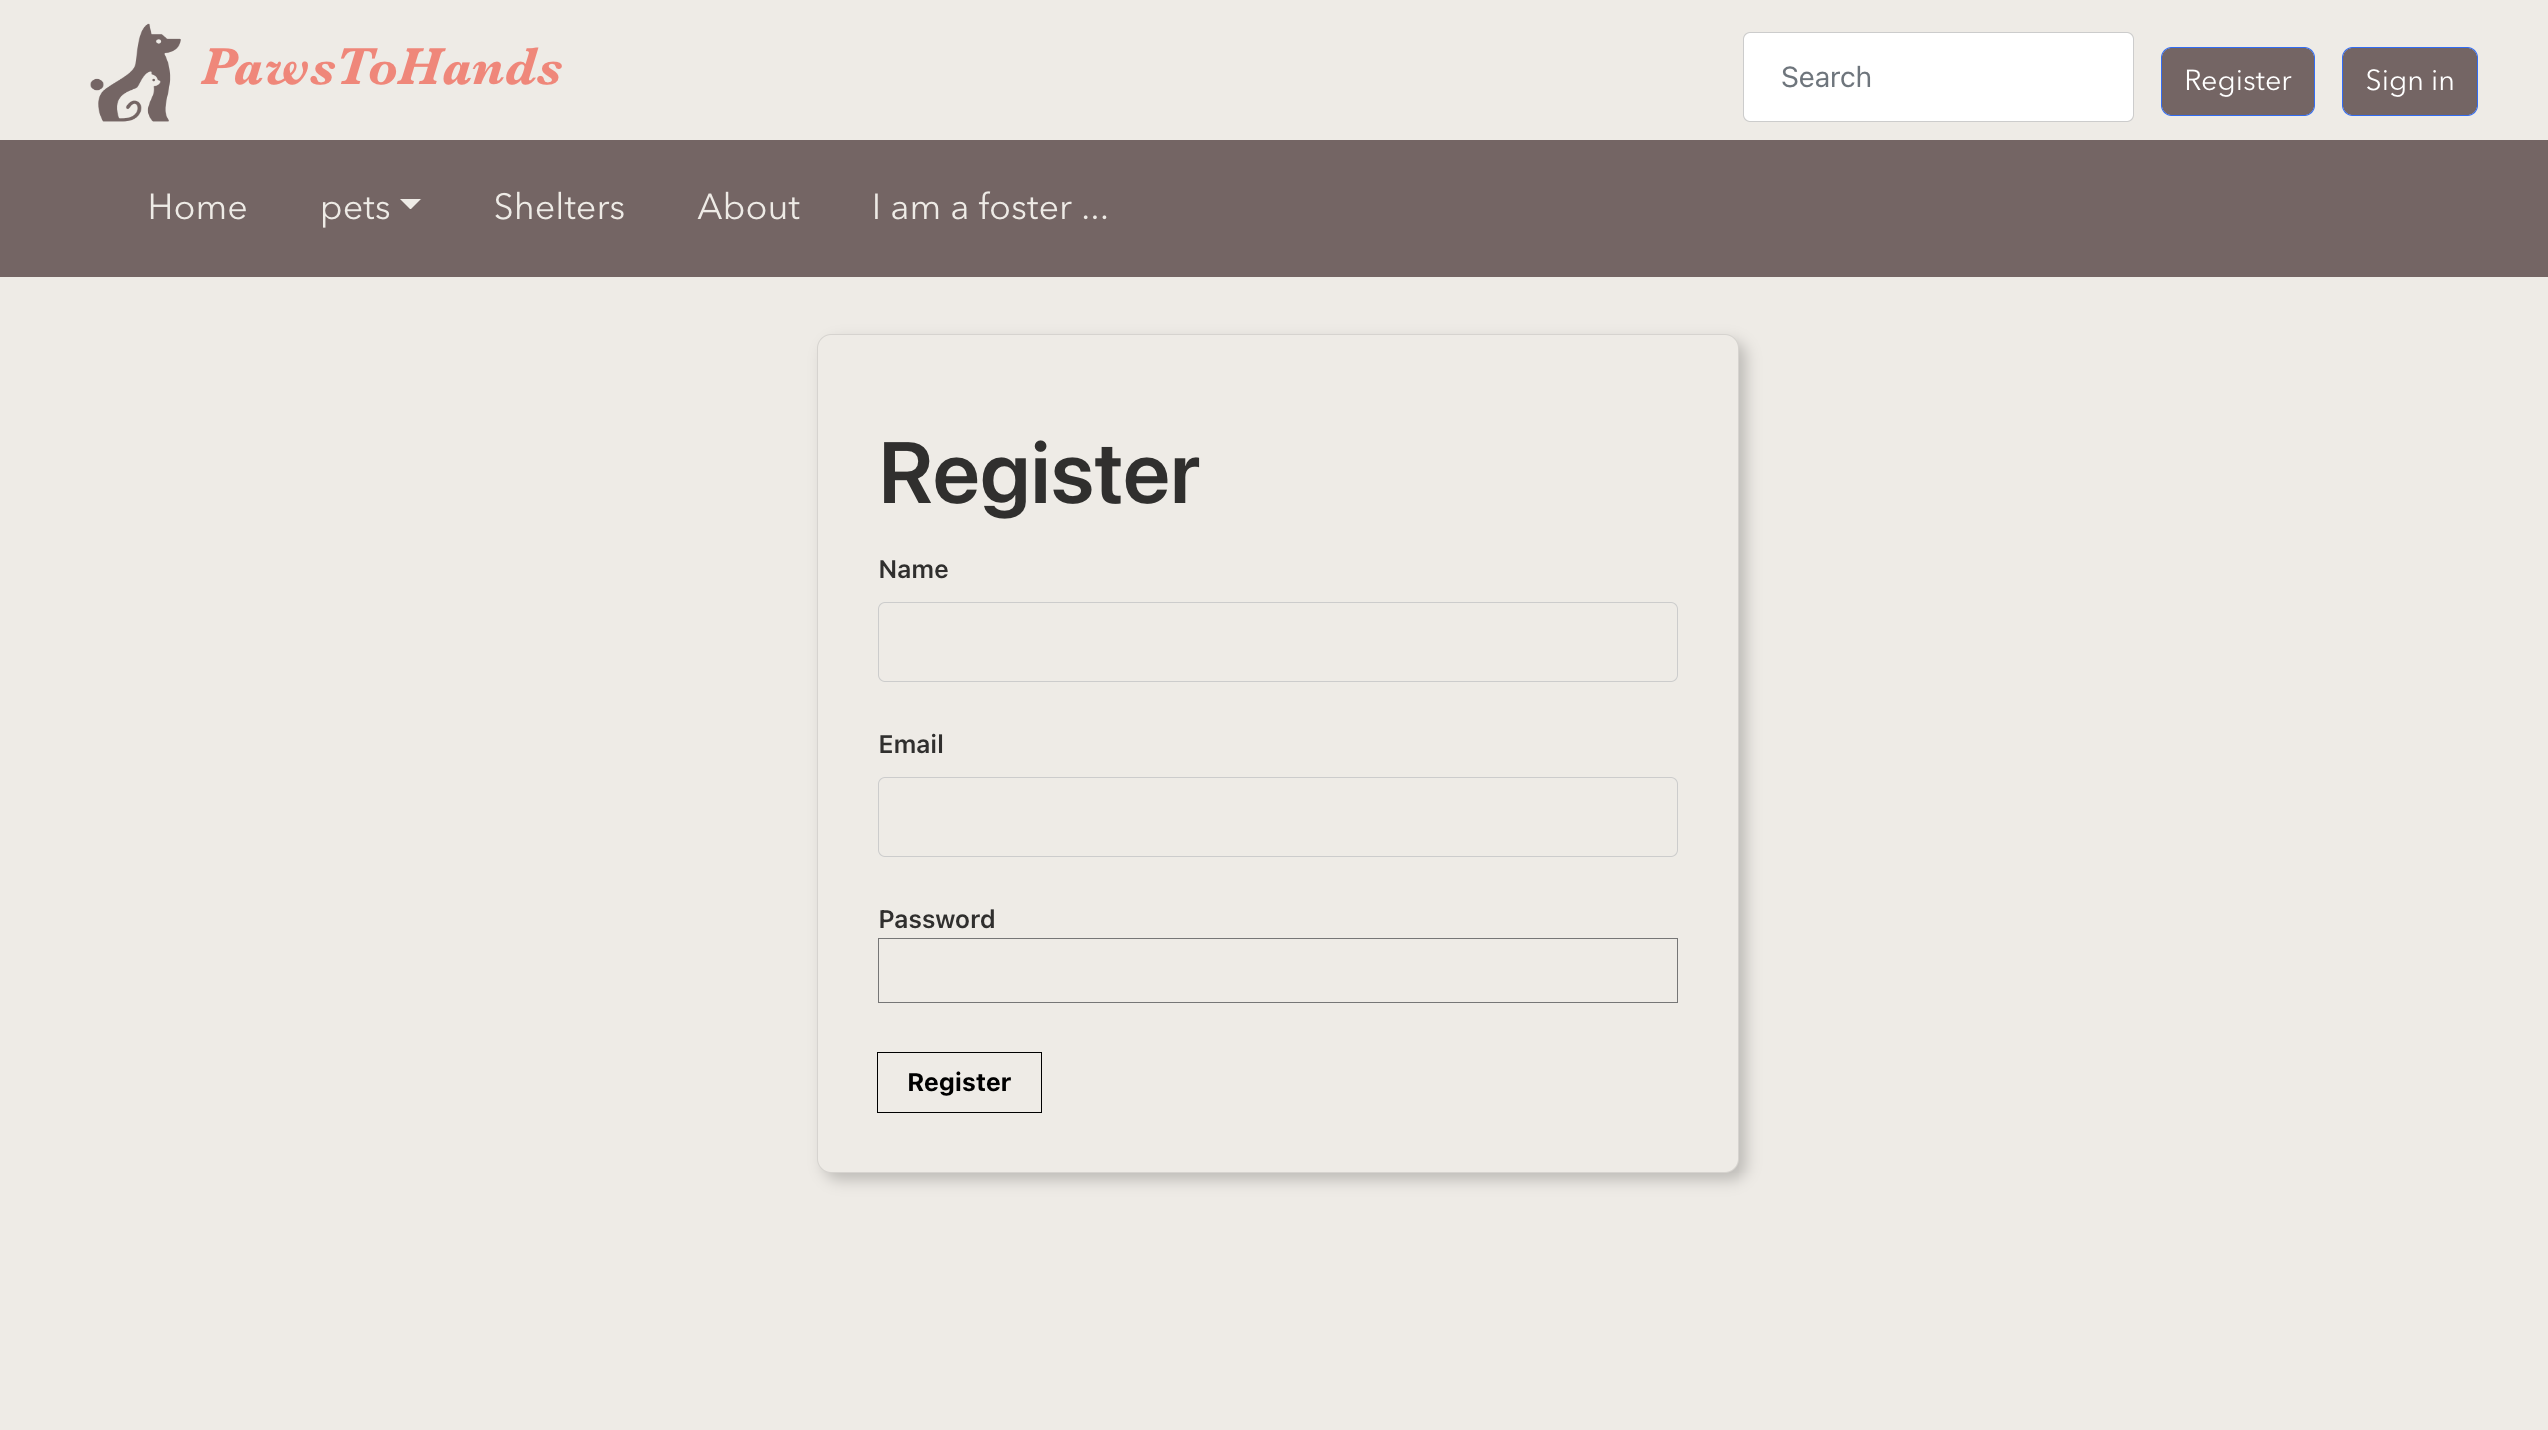 PawsToHands
Search
Register
Sign in
Home
pets
Shelters
About
I am a foster ...
Register
Name
Email
Password
Register